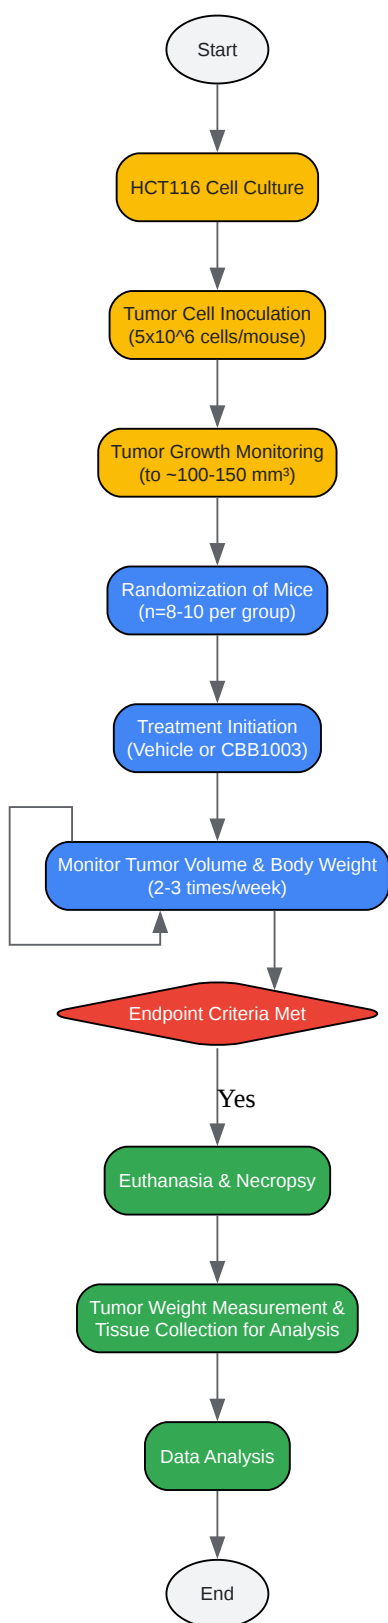 Start
HCT116 Cell Culture
Tumor Cell Inoculation
(5x10^6 cells/mouse)
Tumor Growth Monitoring
(to ~100-150 mm³)
Randomization of Mice
(n=8-10 per group)
Treatment Initiation
(Vehicle or CBB1003)
Monitor Tumor Volume & Body Weight
(2-3 times/week)
Endpoint Criteria Met
Yes
Euthanasia & Necropsy
Tumor Weight Measurement &
Tissue Collection for Analysis
Data Analysis
End